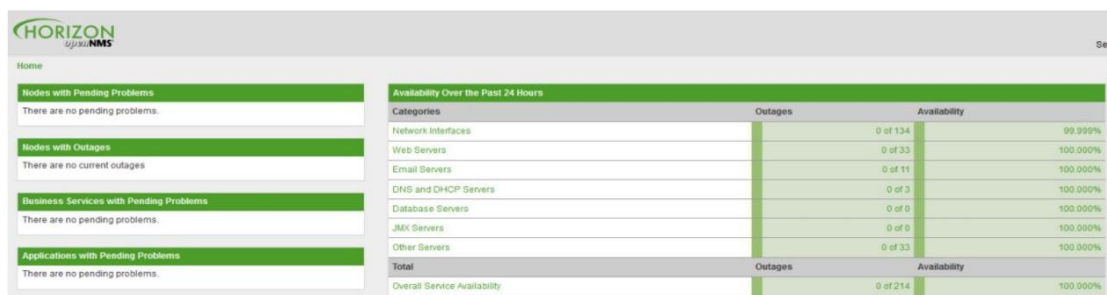 HORIZON
openNMS
Se
Home
Nodes with Pending Problems
There are no pending problems.
Nodes with Outages
There are no current outages
Business Services with Pending Problems
There are no pending problems.
Applications with Pending Problems
There are no pending problems.
Availability Over the Past 24 Hours
Categories Outages Availability
Network Interfaces 0 of 134 99.999%
Web Servers 0 of 33 100.000%
Email Servers 0 of 11 100.000%
DNS and DHCP Servers 0 of 3 100.000%
Database Servers 0 of 0 100.000%
JMX Servers 0 of 0 100.000%
Other Servers 0 of 33 100.000%
Total Outages Availability
Overall Service Availability 0 of 214 100.000%